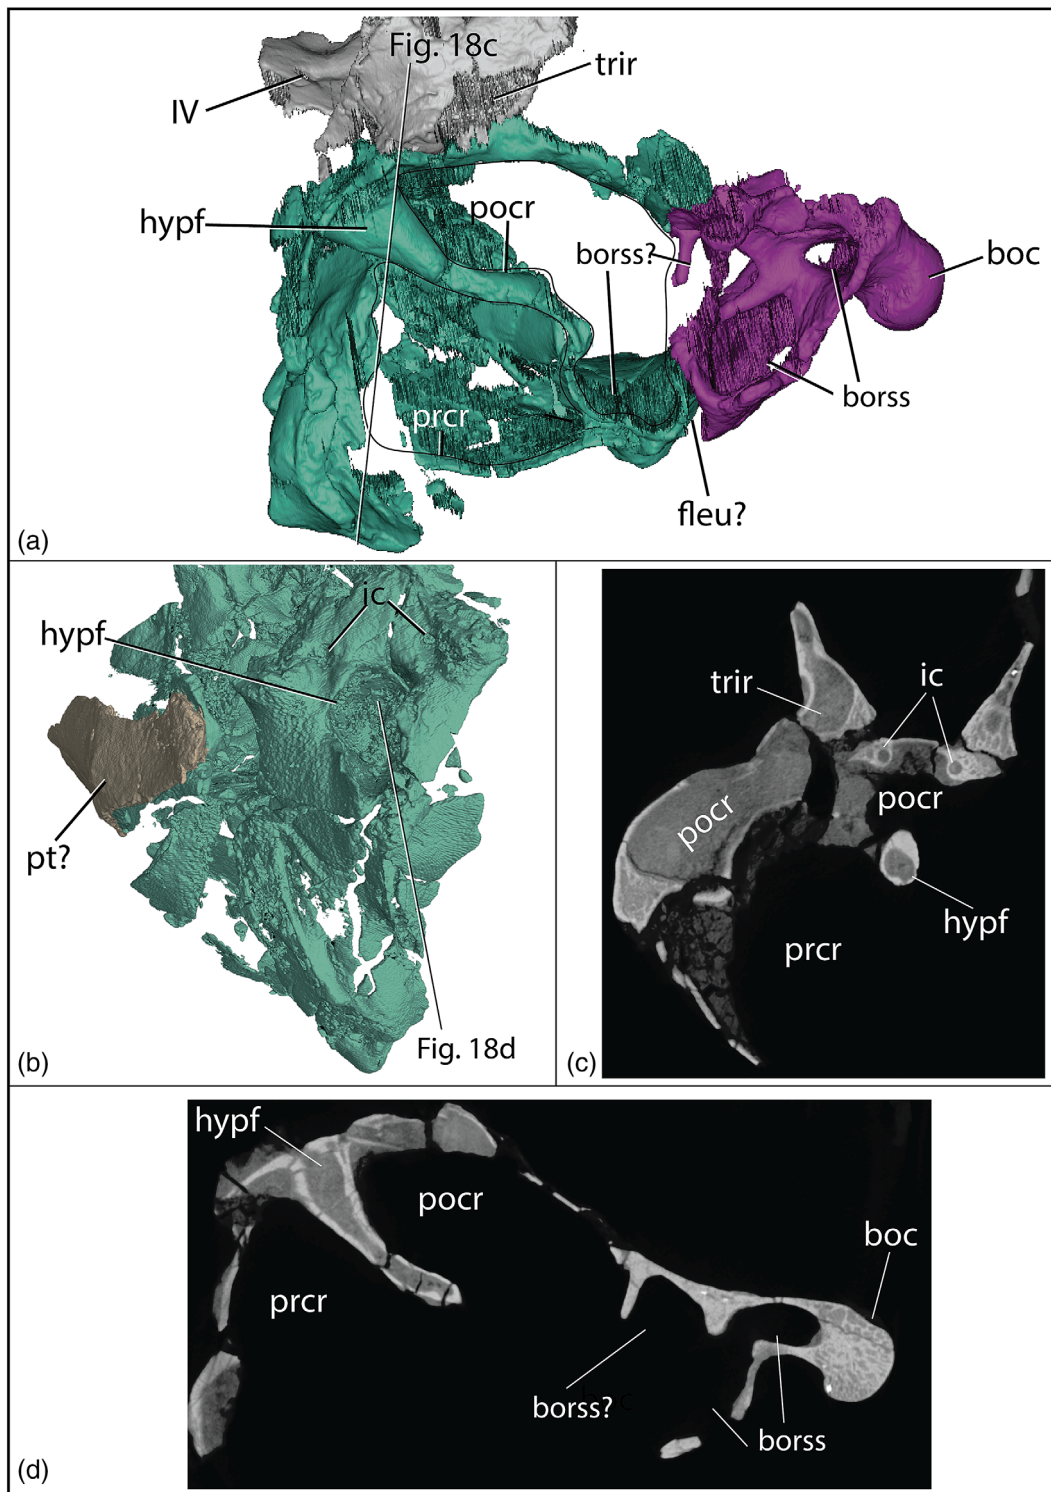 Fig. 18c
trir
IV
hypf
pocr
borss?
boc
borss
prcr
fleu?
(a)
ic
hypf
pt?
Fig. 18d
(b)
trir
ic
pocr
pocr
hypf
prcr
(c)
hypf
pocr
boc
prcr
borss?
borss
(d)